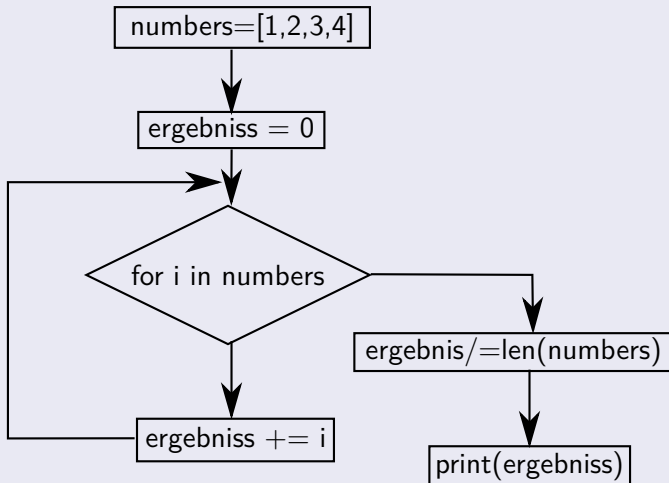 numbers=[1,2,3,4]
ergebniss = 0
for i in numbers
ergebniss += i
ergebnis/=len(numbers)
print(ergebniss)